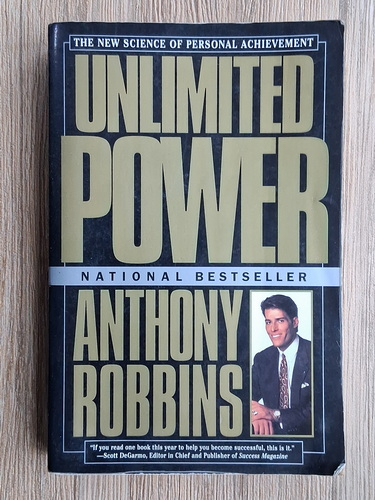 THE NEW SCIENCE OF PERSONAL ACHIEVEMENT
UNLIMITED
POWER
NATIONAL BESTSELLER
ANTHONY
ROBBINS
"If you read one book this year to help you become successful, this is it."
—Scott DeGarmo, Editor in Chief and Publisher of Success Magazine